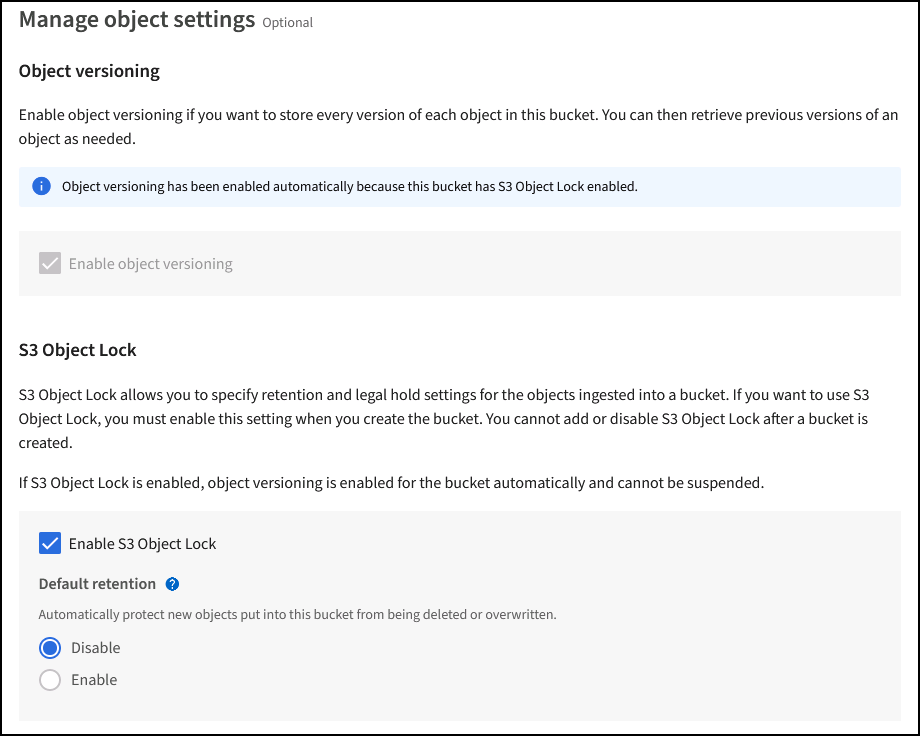 Manage object settings Optional
Object versioning
Enable object versioning if you want to store every version of each object in this bucket. You can then retrieve previous versions of an
object as needed.
Object versioning has been enabled automatically because this bucket has S3 Object Lock enabled.
Enable object versioning
S3 Object Lock
S3 Object Lock allows you to specify retention and legal hold settings for the objects ingested into a bucket. If you want to use S3
Object Lock, you must enable this setting when you create the bucket. You cannot add or disable S3 Object Lock after a bucket is
created.
If S3 Object Lock is enabled, object versioning is enabled for the bucket automatically and cannot be suspended.
Enable S3 Object Lock
Default retention
Automatically protect new objects put into this bucket from being deleted or overwritten.
Disable
Enable